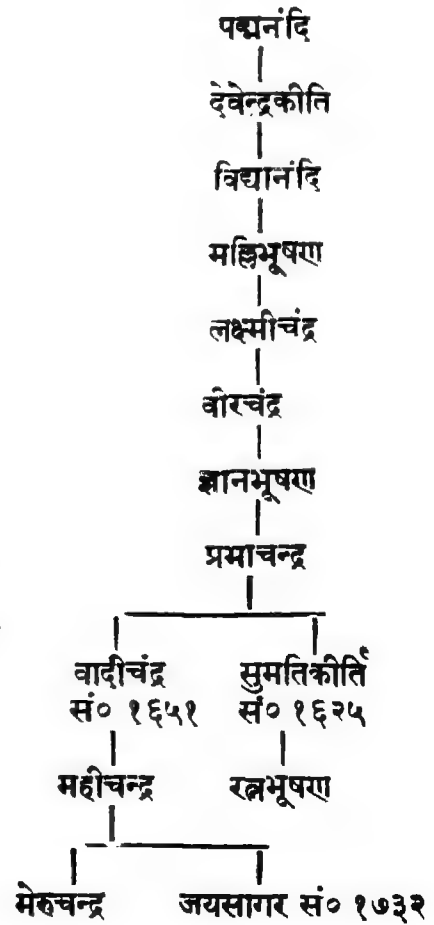 पद्मनंदि
देवेन्द्रकीति
विद्यानंदि
मल्लिभूषण
लक्ष्मीचंद्र
वीरचंद्र
ज्ञानभूषण
प्रभाचन्द्र
वादीचंद्र सुमतिकीर्ति
सं० १६५१ सं० १६२५
महीचन्द्र रत्नभूषण
मेरुचन्द्र जयसागर सं० १७३२